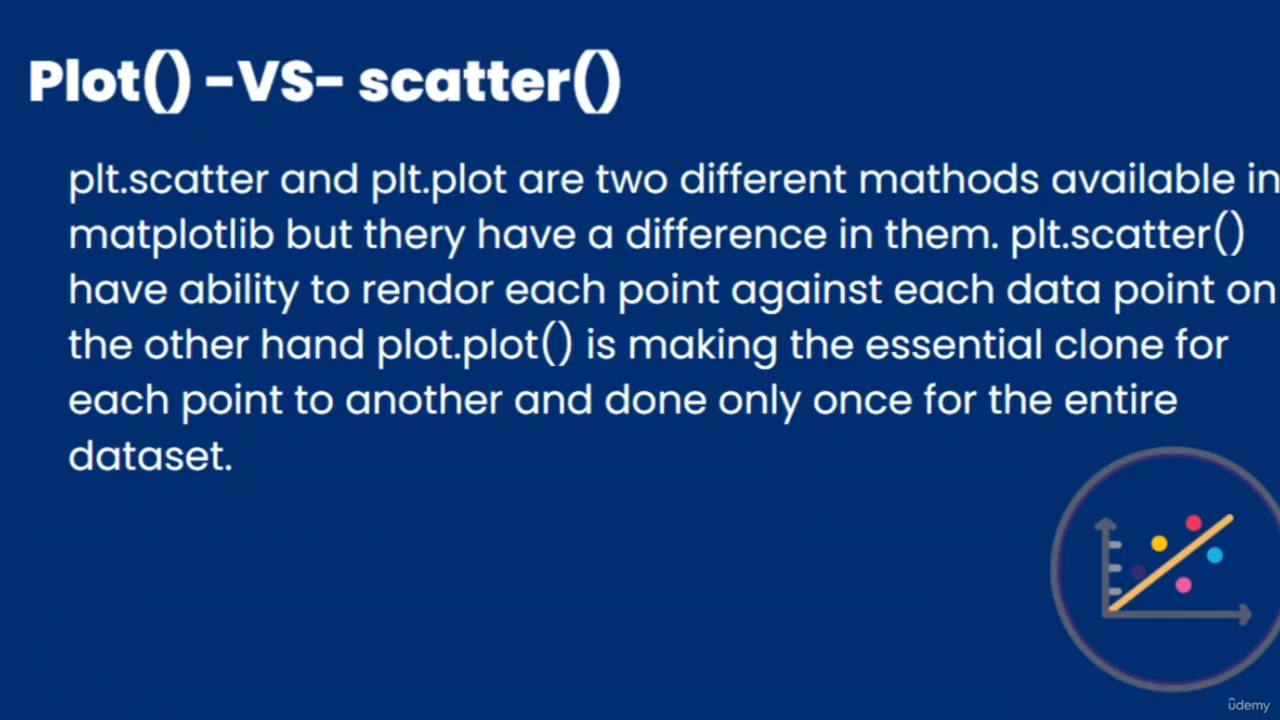 Plot() -VS- scatter()
plt.scatter and plt.plot are two different mathods available in
matplotlib but thery have a difference in them. plt.scatter()
have ability to rendor each point against each data point on
the other hand plot.plot() is making the essential clone for
each point to another and done only once for the entire
dataset.
ûdemy